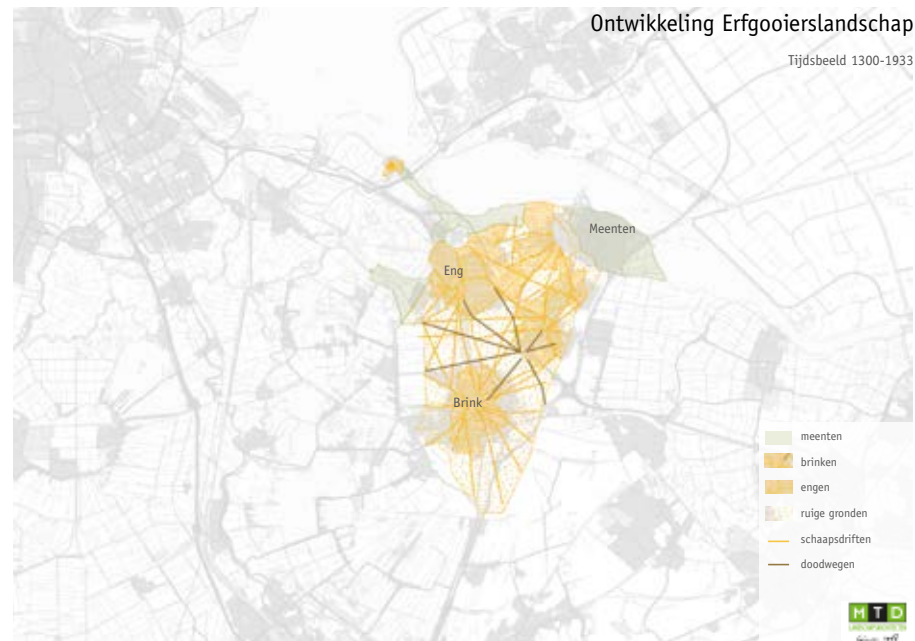 Ontwikkeling Erfgooierslandschap
Tijdsbeeld 1300-1933
Meenten
Eng
Brink
meenten
brinken
engen
ruige gronden
schaapsdriften
doodwegen
MTD